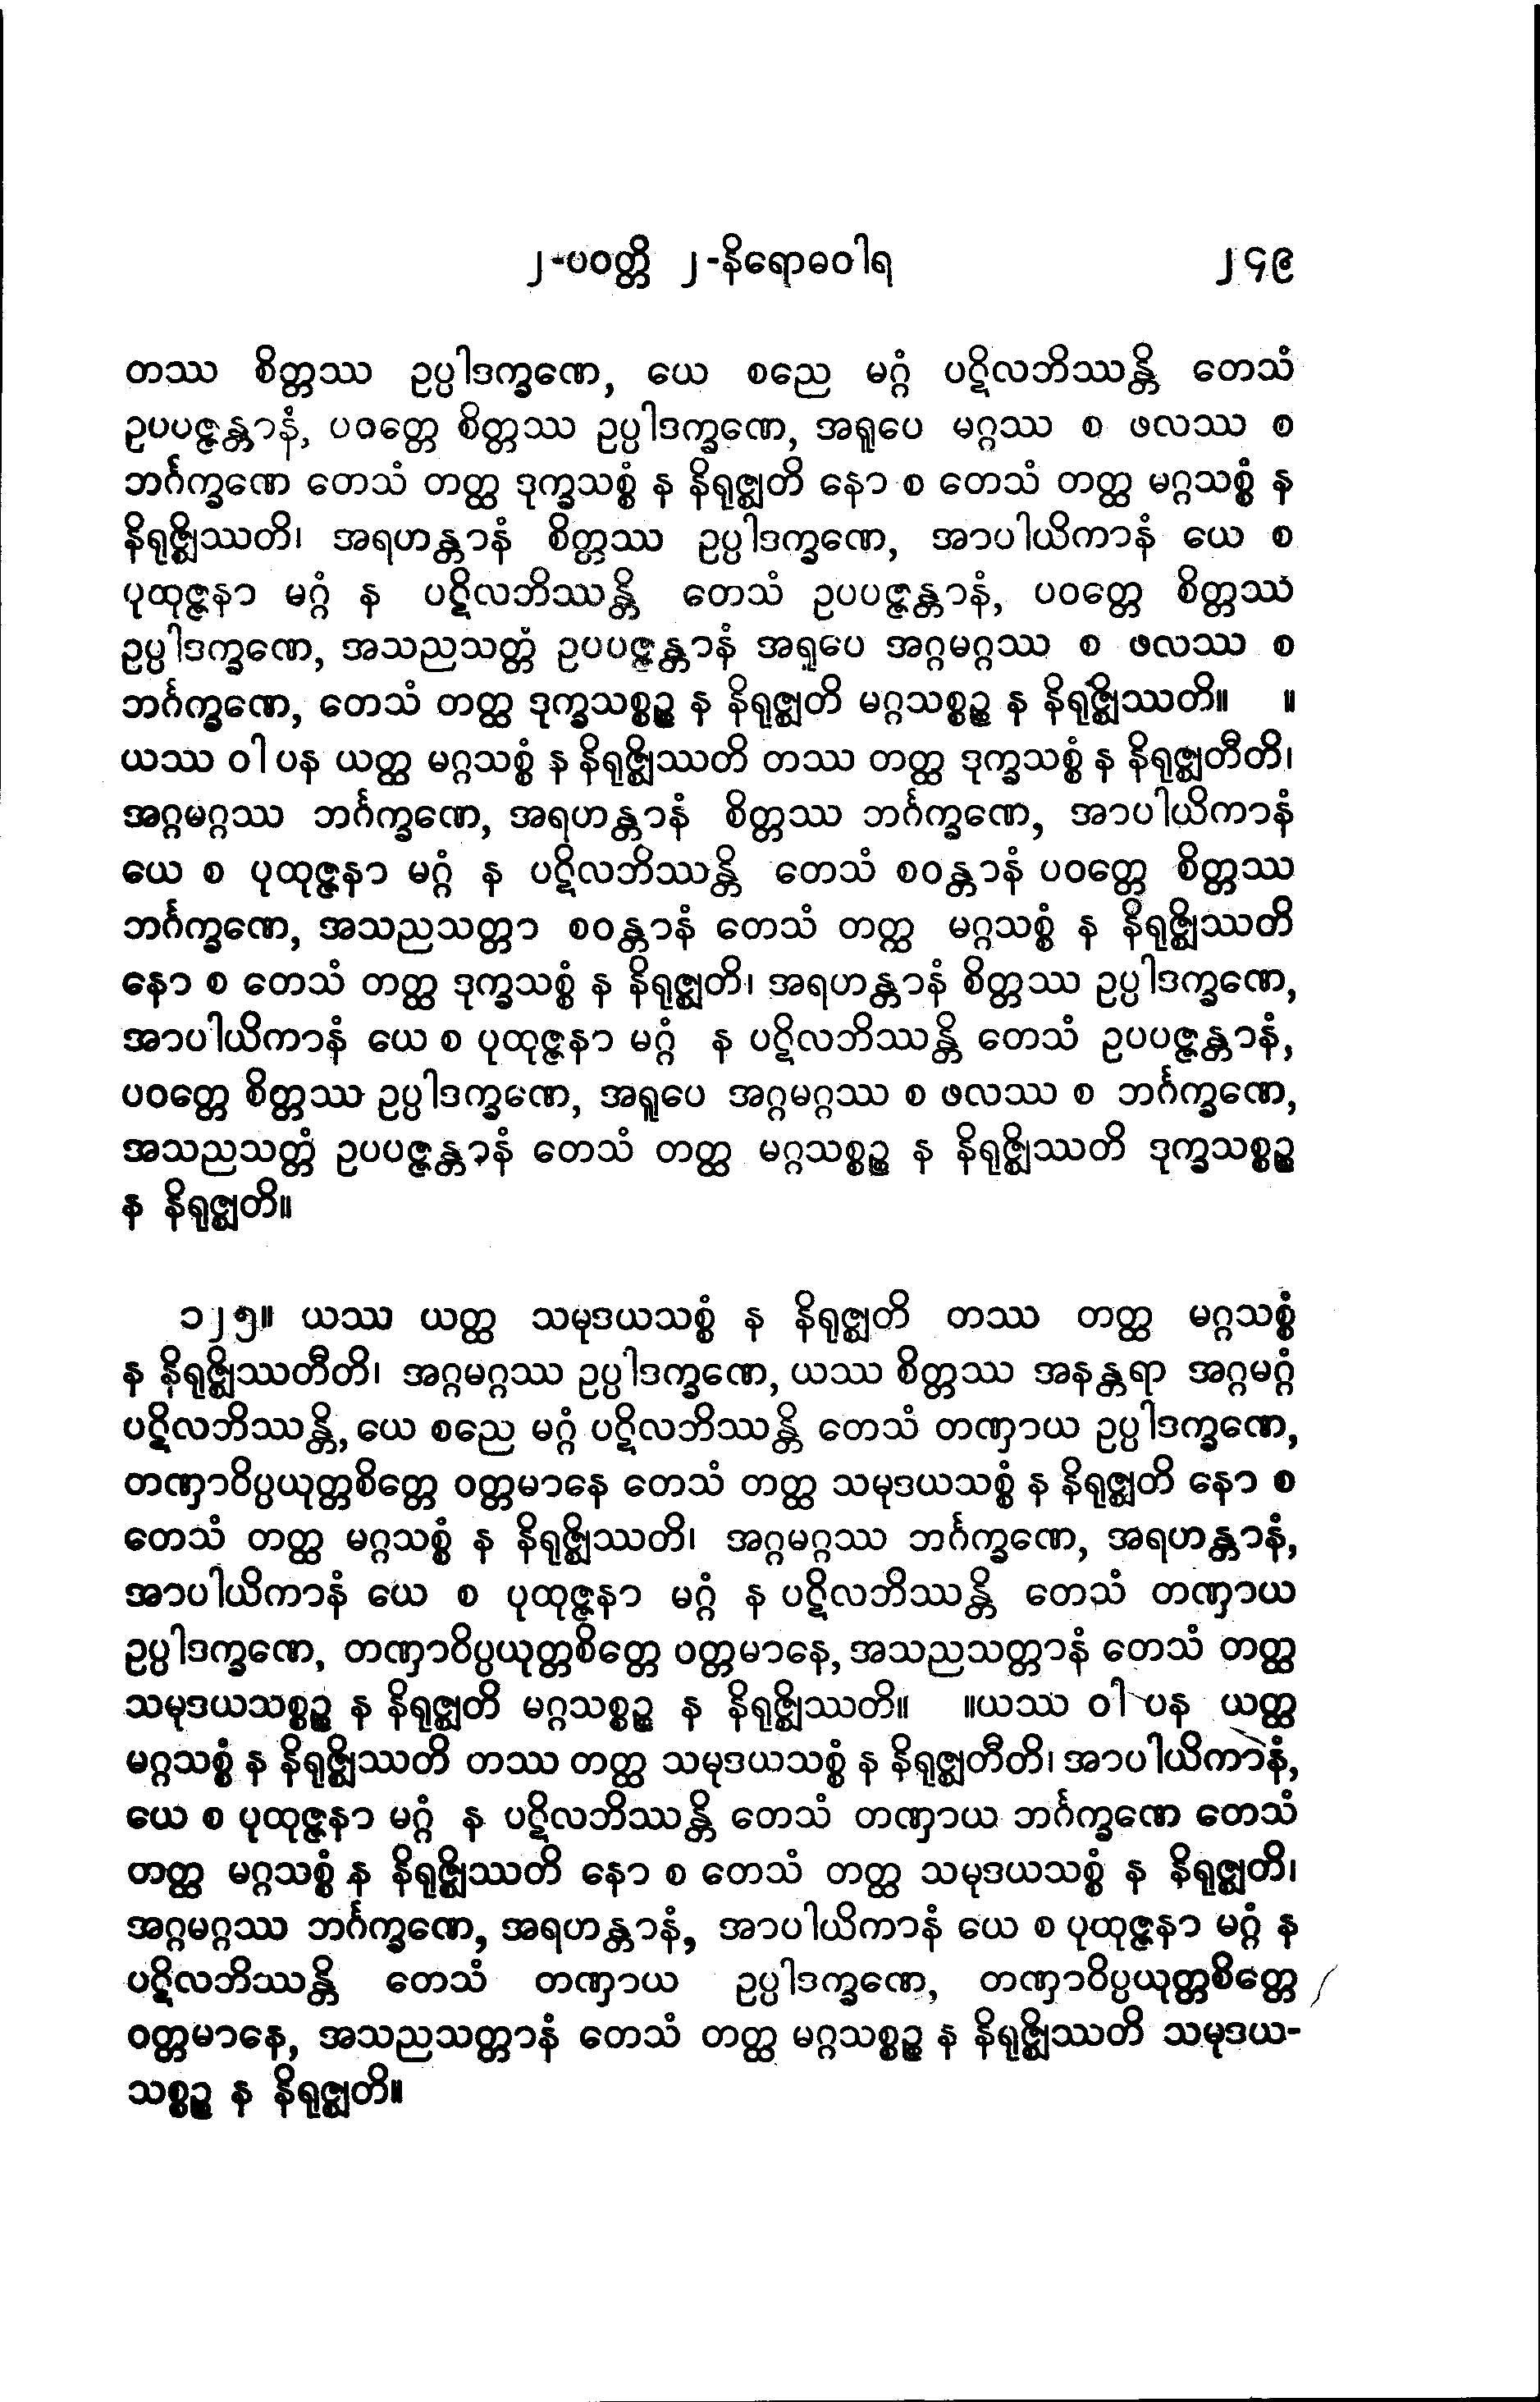 ၂-ပဝတ္တိ ၂-နိရောဓဝါရ ၂၄၉
တဿ စိတ္တဿ ဥပ္ပါဒက္ခဏေ, ယေ စညေ မဂ္ဂံ ပဋိလဘိဿန္တိ တေသံ
ဥပပဇ္ဇန္တာနံ, ပဝတ္တေ စိတ္တဿ ဥပ္ပါဒက္ခဏေ, အရူပေ မဂ္ဂဿ စ ဖလဿ စ
ဘင်္ဂက္ခဏေ တေသံ တတ္ထ ဒုက္ခသစ္စံ န နိရုဇ္ဈတိ နော စ တေသံ တတ္ထ မဂ္ဂသစ္စံ န
နိရုဇ္ဈိဿတိ၊ အရဟန္တာနံ စိတ္တဿ ဥပ္ပါဒက္ခဏေ, အာပါယိကာနံ ယေ စ
ပုထုဇ္ဇနာ မဂ္ဂံ န ပဋိလဘိဿန္တိ တေသံ ဥပပဇ္ဇန္တာနံ, ပဝတ္တေ စိတ္တဿ
ဥပ္ပါဒက္ခဏေ, အသညသတ္တံ ဥပပဇ္ဇန္တာနံ အရူပေ အဂ္ဂမဂ္ဂဿ စ ဖလဿ စ
ဘင်္ဂက္ခဏေ, တေသံ တတ္ထ ဒုက္ခသစ္စဉ္စ န နိရုဇ္ဈတိ မဂ္ဂသစ္စဉ္စ န နိရုဇ္ဈိဿတိ။ ။
ယဿ ဝါ ပန ယတ္ထ မဂ္ဂသစ္စံ န နိရုဇ္ဈိဿတိ တဿ တတ္ထ ဒုက္ခသစ္စံ န နိရုဇ္ဈတီတိ၊
အဂ္ဂမဂ္ဂဿ ဘင်္ဂက္ခဏေ, အရဟန္တာနံ စိတ္တဿ ဘင်္ဂက္ခဏေ, အာပါယိကာနံ
ယေ စ ပုထုဇ္ဇနာ မဂ္ဂံ န ပဋိလဘိဿန္တိ တေသံ စဝန္တာနံ ပဝတ္တေ စိတ္တဿ
ဘင်္ဂက္ခဏေ, အသညသတ္တာ စဝန္တာနံ တေသံ တတ္ထ မဂ္ဂသစ္စံ န နိရုဇ္ဈိဿတိ
နော စ တေသံ တတ္ထ ဒုက္ခသစ္စံ န နိရုဇ္ဈတိ၊ အရဟန္တာနံ စိတ္တဿ ဥပ္ပါဒက္ခဏေ,
အာပါယိကာနံ ယေ စ ပုထုဇ္ဇနာ မဂ္ဂံ န ပဋိလဘိဿန္တိ တေသံ ဥပပဇ္ဇန္တာနံ,
ပဝတ္တေ စိတ္တဿ ဥပ္ပါဒက္ခဏေ, အရူပေ အဂ္ဂမဂ္ဂဿ စ ဖလဿ စ ဘင်္ဂက္ခဏေ,
အသညသတ္တံ ဥပပဇ္ဇန္တာနံ တေသံ တတ္ထ မဂ္ဂသစ္စဉ္စ န နိရုဇ္ဈိဿတိ ဒုက္ခသစ္စဉ္စ
န နိရုဇ္ဈတိ။
၁၂၅။ ယဿ ယတ္ထ သမုဒယသစ္စံ န နိရုဇ္ဈတိ တဿ တတ္ထ မဂ္ဂသစ္စံ
န နိရုဇ္ဈိဿတီတိ၊ အဂ္ဂမဂ္ဂဿ ဥပ္ပါဒက္ခဏေ, ယဿ စိတ္တဿ အနန္တရာ အဂ္ဂမဂ္ဂံ
ပဋိလဘိဿန္တိ, ယေ စညေ မဂ္ဂံ ပဋိလဘိဿန္တိ တေသံ တဏှာယ ဥပ္ပါဒက္ခဏေ,
တဏှာဝိပ္ပယုတ္တစိတ္တေ ဝတ္တမာနေ တေသံ တတ္ထ သမုဒယသစ္စံ န နိရုဇ္ဈတိ နော စ
တေသံ တတ္ထ မဂ္ဂသစ္စံ န နိရုဇ္ဈိဿတိ၊ အဂ္ဂမဂ္ဂဿ ဘင်္ဂက္ခဏေ, အရဟန္တာနံ,
အာပါယိကာနံ ယေ စ ပုထုဇ္ဇနာ မဂ္ဂံ န ပဋိလဘိဿန္တိ တေသံ တဏှာယ
ဥပ္ပါဒက္ခဏေ, တဏှာဝိပ္ပယုတ္တစိတ္တေ ဝတ္တမာနေ, အသညသတ္တာနံ တေသံ တတ္ထ
သမုဒယသစ္စဉ္စ န နိရုဇ္ဈတိ မဂ္ဂသစ္စဉ္စ န နိရုဇ္ဈိဿတိ။ ။ယဿ ဝါ ပန ယတ္ထ
မဂ္ဂသစ္စံ န နိရုဇ္ဈိဿတိ တဿ တတ္ထ သမုဒယသစ္စံ န နိရုဇ္ဈတီတိ၊ အာပါယိကာနံ,
ယေ စ ပုထုဇ္ဇနာ မဂ္ဂံ န ပဋိလဘိဿန္တိ တေသံ တဏှာယ ဘင်္ဂက္ခဏေ တေသံ
တတ္ထ မဂ္ဂသစ္စံ န နိရုဇ္ဈိဿတိ နော စ တေသံ တတ္ထ သမုဒယသစ္စံ န နိရုဇ္ဈတိ၊
အဂ္ဂမဂ္ဂဿ ဘင်္ဂက္ခဏေ, အရဟန္တာနံ, အာပါယိကာနံ ယေ စ ပုထုဇ္ဇနာ မဂ္ဂံ န
ပဋိလဘိဿန္တိ တေသံ တဏှာယ ဥပ္ပါဒက္ခဏေ, တဏှာဝိပ္ပယုတ္တစိတ္တေ
ဝတ္တမာနေ, အသညသတ္တာနံ တေသံ တတ္ထ မဂ္ဂသစ္စဉ္စ န နိရုဇ္ဈိဿတိ သမုဒယ-
သစ္စဉ္စ န နိရုဇ္ဈတိ။